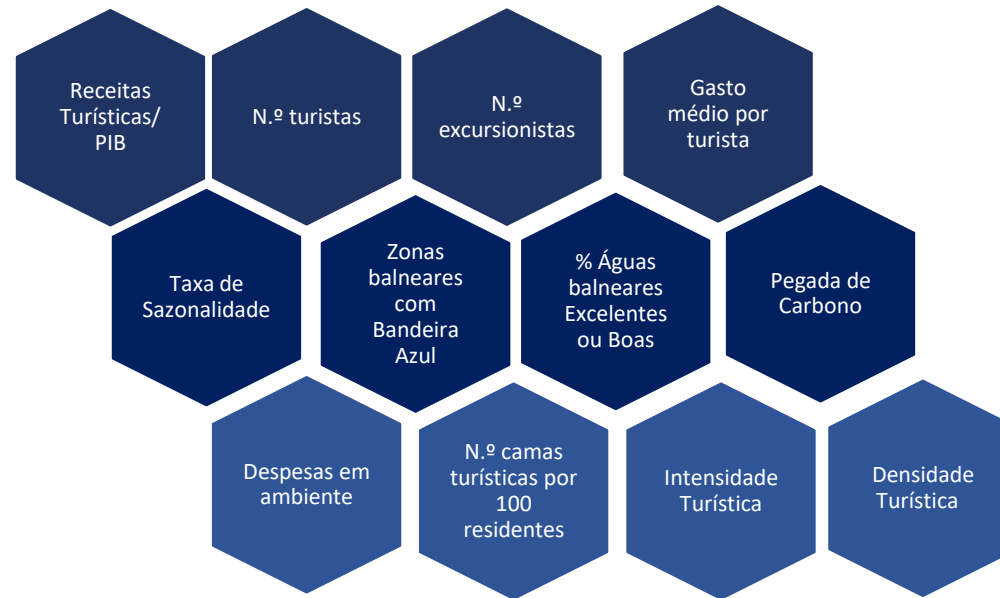 Receitas
Turísticas/
PIB
N.º turistas
N.º
excursionistas
Gasto
médio por
turista
Taxa de
Sazonalidade
Zonas
balneares
com
Bandeira
Azul
% Águas
balneares
Excelentes
ou Boas
Pegada de
Carbono
Despesas em
ambiente
N.º camas
turísticas por
100
residentes
Intensidade
Turística
Densidade
Turística